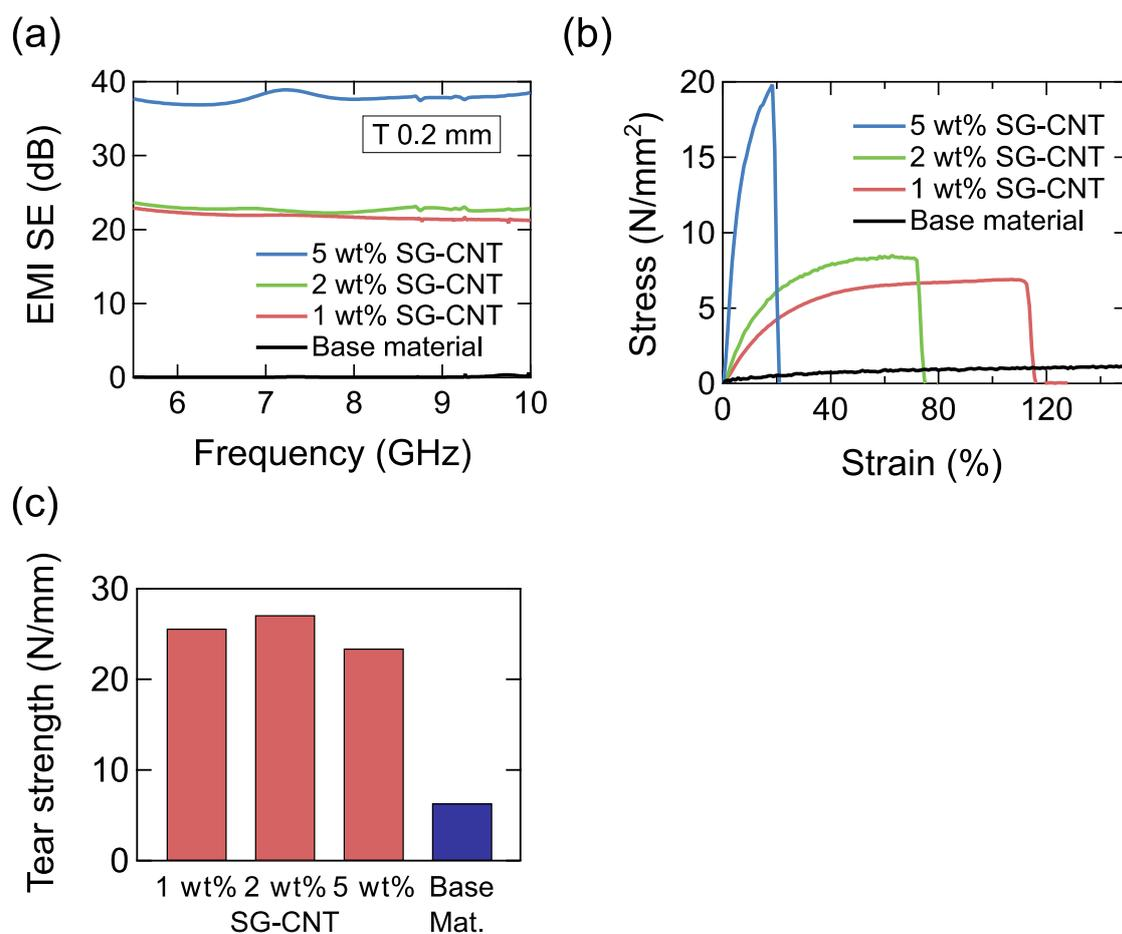 (a)
EMI SE (dB)
40
30
20
10
0
T 0.2 mm
5 wt% SG-CNT
2 wt% SG-CNT
1 wt% SG-CNT
Base material
6 7 8 9 10
Frequency (GHz)
(b)
Stress (N/mm²)
20
15
10
5
0
5 wt% SG-CNT
2 wt% SG-CNT
1 wt% SG-CNT
Base material
0 40 80 120
Strain (%)
(c)
Tear strength (N/mm)
30
20
10
0
1 wt% 2 wt% 5 wt% Base
SG-CNT Mat.